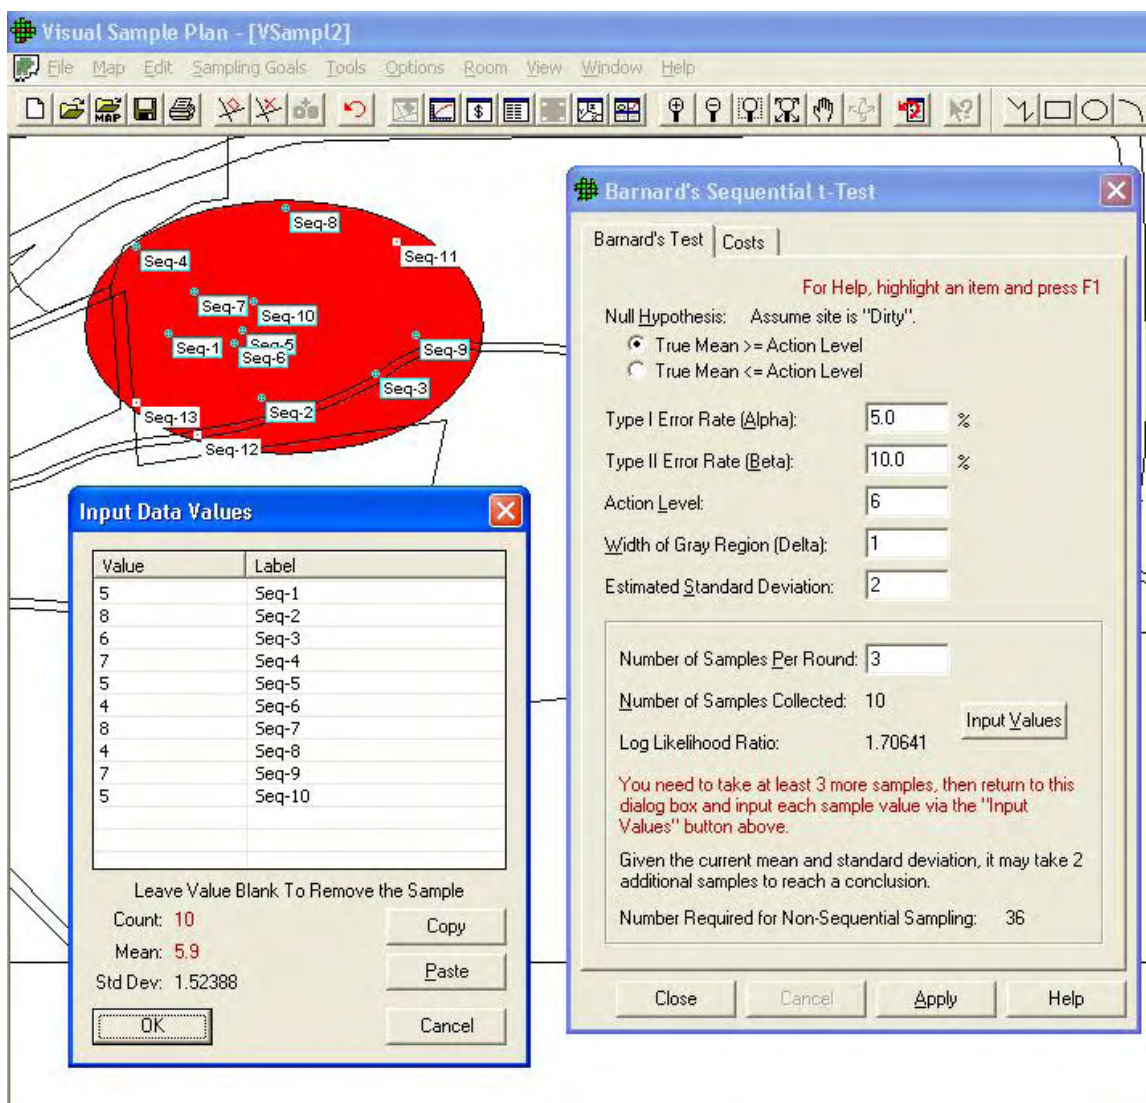 Visual Sample Plan - [VSampl2]
File Map Edit Sampling Goals Tools Options Room View Window Help
MAP
Seq-8
Seq-4
Seq-11
Seq-7
Seq-10
Seq-1
Seq-5
Seq-6
Seq-9
Seq-3
Seq-13
Seq-2
Seq-12
Input Data Values
Value Label
5 Seq-1
8 Seq-2
6 Seq-3
7 Seq-4
5 Seq-5
4 Seq-6
8 Seq-7
4 Seq-8
7 Seq-9
5 Seq-10
Leave Value Blank To Remove the Sample
Count: 10
Mean: 5.9
Std Dev: 1.52388
Copy
Paste
OK
Cancel
Barnard's Sequential t-Test
Barnard's Test Costs
For Help, highlight an item and press F1
Null Hypothesis: Assume site is "Dirty".
True Mean >= Action Level
True Mean <= Action Level
Type I Error Rate (Alpha): 5.0 %
Type II Error Rate (Beta): 10.0 %
Action Level: 6
Width of Gray Region (Delta): 1
Estimated Standard Deviation: 2
Number of Samples Per Round: 3
Number of Samples Collected: 10
Input Values
Log Likelihood Ratio: 1.70641
You need to take at least 3 more samples, then return to this
dialog box and input each sample value via the "Input
Values" button above.
Given the current mean and standard deviation, it may take 2
additional samples to reach a conclusion.
Number Required for Non-Sequential Sampling: 36
Close Cancel Apply Help